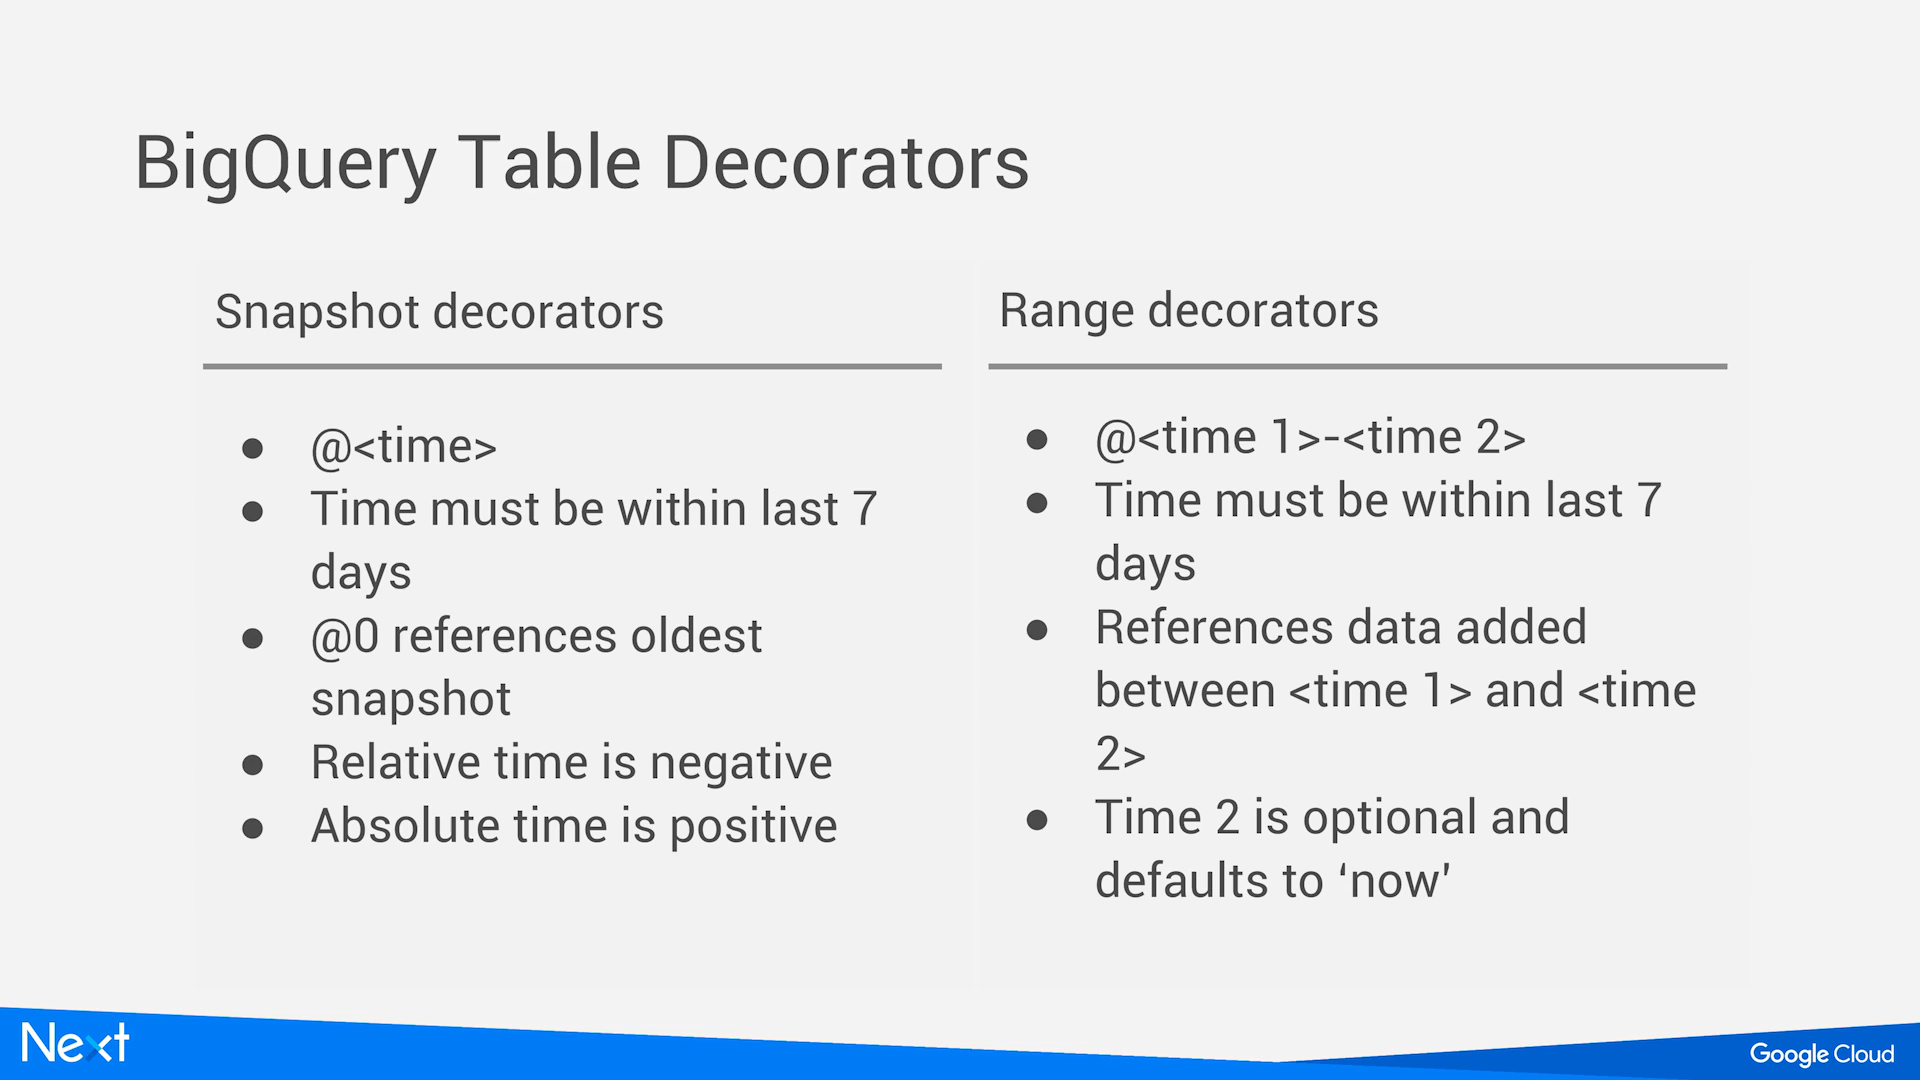 BigQuery Table Decorators
Snapshot decorators
● @<time>
● Time must be within last 7
days
● @0 references oldest
snapshot
● Relative time is negative
● Absolute time is positive
Range decorators
● @<time 1>-<time 2>
● Time must be within last 7
days
● References data added
between <time 1> and <time
2>
● Time 2 is optional and
defaults to ‘now’
Next
Google Cloud